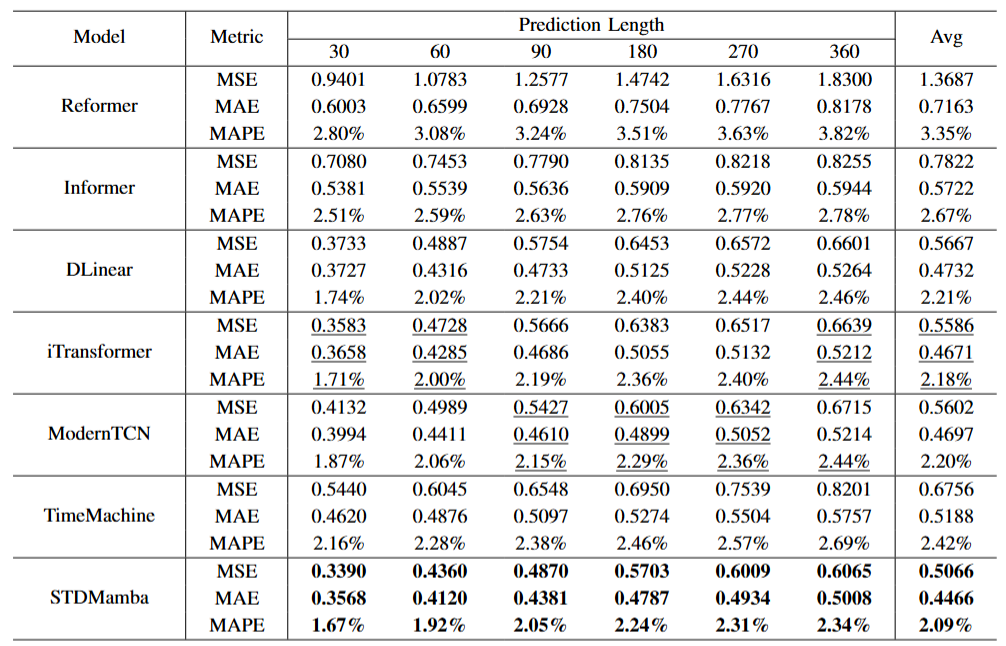 Model Metric Prediction Length Avg
30 60 90 180 270 360
Reformer MSE 0.9401 1.0783 1.2577 1.4742 1.6316 1.8300 1.3687
MAE 0.6003 0.6599 0.6928 0.7504 0.7767 0.8178 0.7163
MAPE 2.80% 3.08% 3.24% 3.51% 3.63% 3.82% 3.35%
Informer MSE 0.7080 0.7453 0.7790 0.8135 0.8218 0.8255 0.7822
MAE 0.5381 0.5539 0.5636 0.5909 0.5920 0.5944 0.5722
MAPE 2.51% 2.59% 2.63% 2.76% 2.77% 2.78% 2.67%
DLinear MSE 0.3733 0.4887 0.5754 0.6453 0.6572 0.6601 0.5667
MAE 0.3727 0.4316 0.4733 0.5125 0.5228 0.5264 0.4732
MAPE 1.74% 2.02% 2.21% 2.40% 2.44% 2.46% 2.21%
iTransformer MSE 0.3583 0.4728 0.5666 0.6383 0.6517 0.6639 0.5586
MAE 0.3658 0.4285 0.4686 0.5055 0.5132 0.5212 0.4671
MAPE 1.71% 2.00% 2.19% 2.36% 2.40% 2.44% 2.18%
ModernTCN MSE 0.4132 0.4989 0.5427 0.6005 0.6342 0.6715 0.5602
MAE 0.3994 0.4411 0.4610 0.4899 0.5052 0.5214 0.4697
MAPE 1.87% 2.06% 2.15% 2.29% 2.36% 2.44% 2.20%
TimeMachine MSE 0.5440 0.6045 0.6548 0.6950 0.7539 0.8201 0.6756
MAE 0.4620 0.4876 0.5097 0.5274 0.5504 0.5757 0.5188
MAPE 2.16% 2.28% 2.38% 2.46% 2.57% 2.69% 2.42%
STDMamba MSE 0.3390 0.4360 0.4870 0.5703 0.6009 0.6065 0.5066
MAE 0.3568 0.4120 0.4381 0.4787 0.4934 0.5008 0.4466
MAPE 1.67% 1.92% 2.05% 2.24% 2.31% 2.34% 2.09%